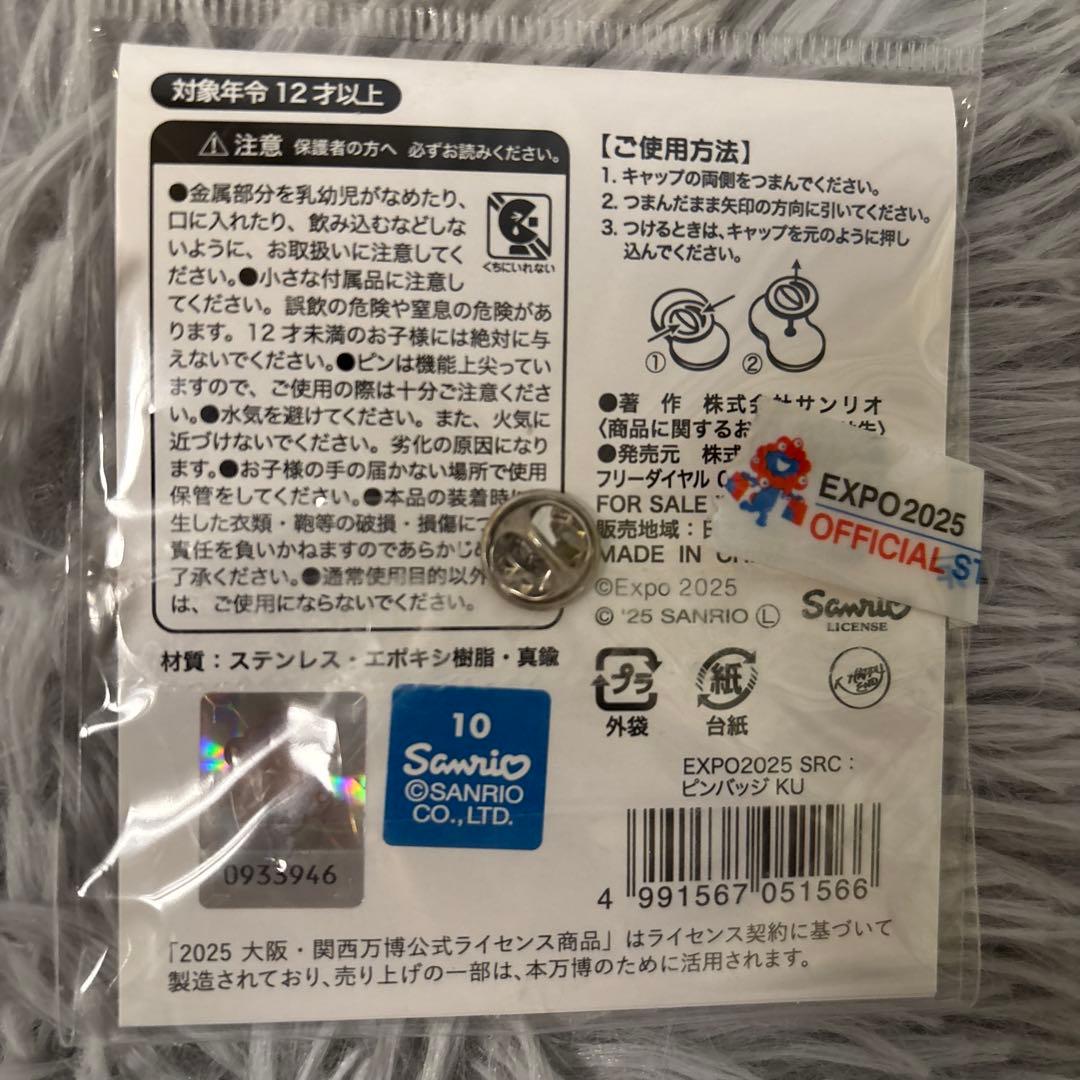 対象年令12才以上
注意 保護者の方へ 必ずお読みください。
●金属部分を乳幼児がなめたり、
口に入れたり、飲み込むなどしな
いように、お取扱いに注意してく
ださい。●小さな付属品に注意し
てください。誤飲の危険や窒息の危険があ
ります。12才未満のお子様には絶対に与
えないでください。●ピンは機能上尖ってい
ますので、ご使用の際は十分ご注意くださ
い。●水気を避けてください。また、火気に
近づけないでください。劣化の原因になり
ます。●お子様の手の届かない場所で使用
保管をしてください。●本品の装着時
生した衣類・鞄等の破損・損傷につ
責任を負いかねますのであらかじめ
了承ください。●通常使用目的以外
は、ご使用にならないでください。
くちにいれない
材質：ステンレス・エポキシ樹脂・真鍮
【ご使用方法】
1. キャップの両側をつまんでください。
2. つまんだまま矢印の方向に引いてください。
3. つけるときは、キャップを元のように押し
込んでください。
① ②
●著 作 株式会社サンリオ
〈商品に関するお
●発売元 株式
フリーダイヤル
FOR SALE
販売地域：日
MADE IN
©Expo 2025
© '25 SANRIO Ⓛ
EXPO2025
OFFICIAL ST
Sanrio
LICENSE
プラ
外袋
紙
台紙
HAPPY
END
0933946
10
Sanrio
©SANRIO
CO.,LTD.
EXPO2025 SRC：
ピンバッジ KU
4 991567 051566
「2025 大阪・関西万博公式ライセンス商品」はライセンス契約に基づいて
製造されており、売り上げの一部は、本万博のために活用されます。